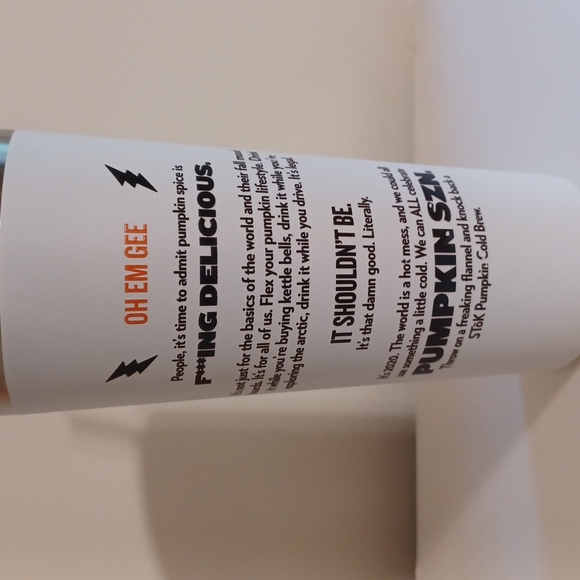 OH EM GEE
People, it's time to admit pumpkin spice is
F***ING DELICIOUS.
not just for the basics of the world and their fall
It's for all of us. Flex your pumpkin lifestyle.
while you're buying kettle bells, drink it while you're
exploring the arctic, drink it while you drive. It's legal
IT SHOULDN'T BE.
It's that damn good. Literally.
It's 2020. The world is a hot mess, and we could
something a little cold. We can ALL celebrate
PUMPKIN SZN.
Throw on a freaking flannel and knock back
SToK Pumpkin Cold Brew.